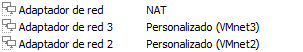 Adaptador de red NAT
Adaptador de red 3 Personalizado (VMnet3)
Adaptador de red 2 Personalizado (VMnet2)